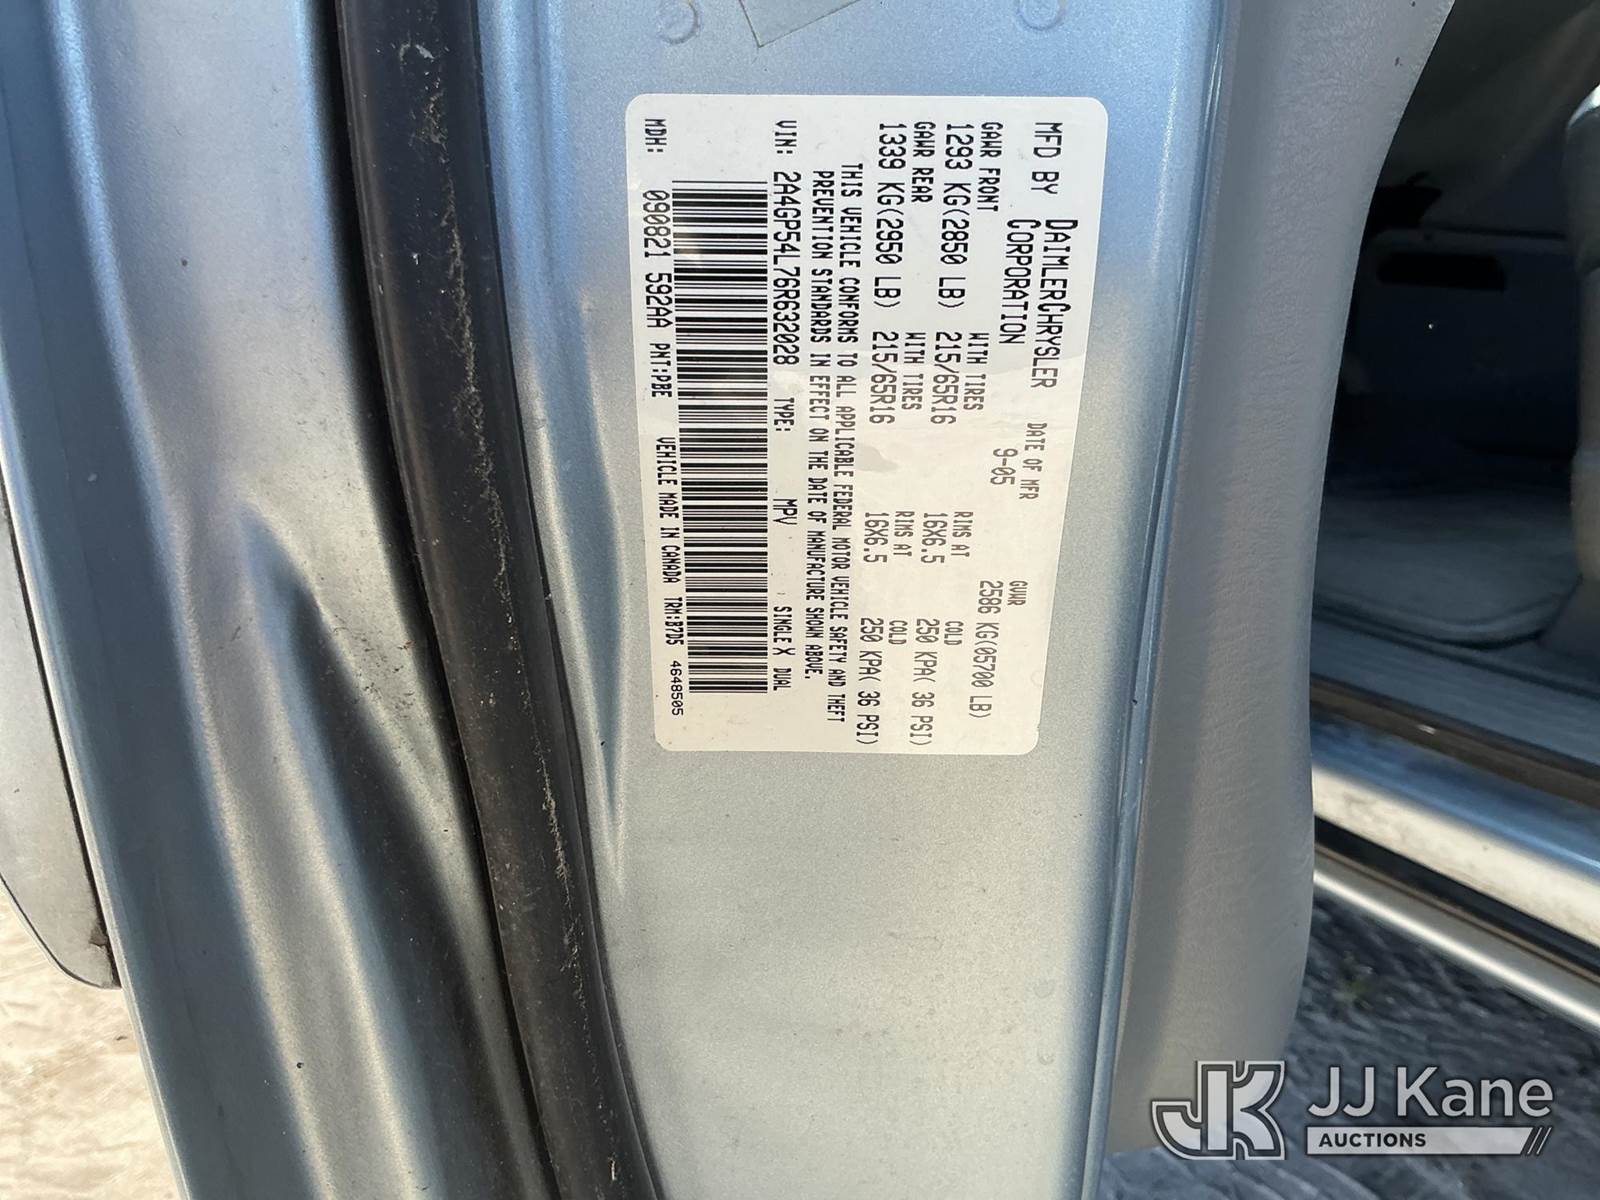 MFD BY DAIMLERCHRYSLER CORPORATION
DATE OF MFR 9-05
GVWR 2586 KG(05700 LB)
GAWR FRONT WITH TIRES RIMS AT COLD
1293 KG(2850 LB) 215/65R16 16X6.5 250 KPA( 36 PSI)
GAWR REAR WITH TIRES RIMS AT COLD
1339 KG(2950 LB) 215/65R16 16X6.5 250 KPA( 36 PSI)
THIS VEHICLE CONFORMS TO ALL APPLICABLE FEDERAL MOTOR VEHICLE SAFETY AND THEFT
PREVENTION STANDARDS IN EFFECT ON THE DATE OF MANUFACTURE SHOWN ABOVE.
VIN: 2A4GP54L76R632028 TYPE: MPV SINGLE X DUAL
MDH: 090821 592AA PNT:PBE VEHICLE MADE IN CANADA TRM:B7D5 4648505
JK JJ Kane
AUCTIONS